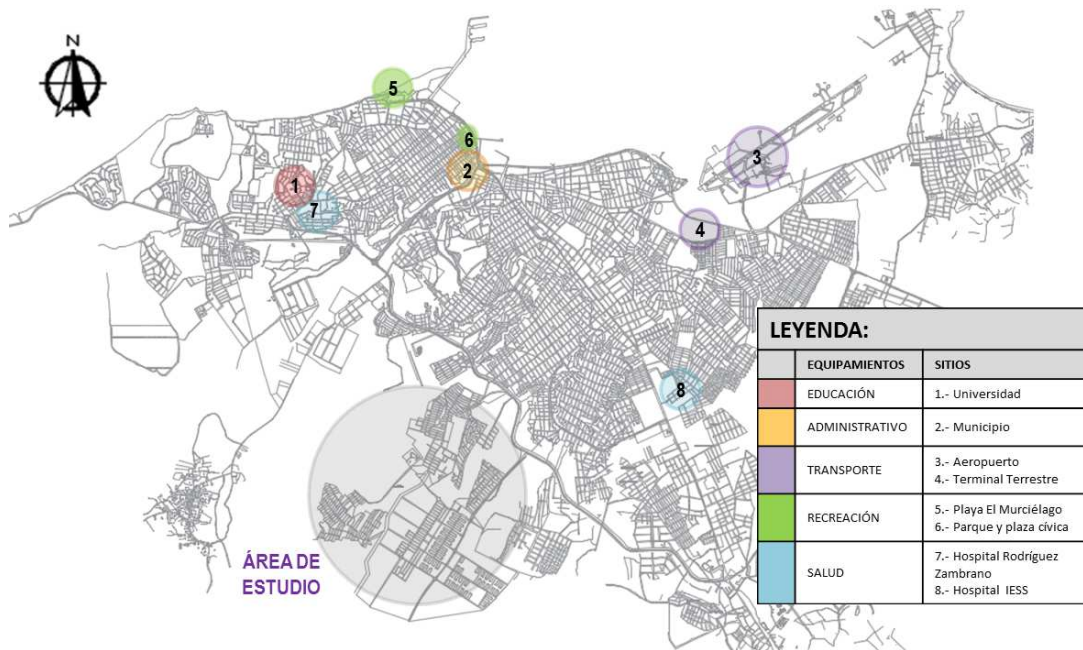 N
5
6
3
1
2
7
4
8
ÁREA DE
ESTUDIO
LEYENDA:
EQUIPAMIENTOS SITIOS
EDUCACIÓN 1.- Universidad
ADMINISTRATIVO 2.- Municipio
TRANSPORTE 3.- Aeropuerto
4.- Terminal Terrestre
RECREACIÓN 5.- Playa El Murciélago
6.- Parque y plaza cívica
SALUD 7.- Hospital Rodríguez
Zambrano
8.- Hospital IESS